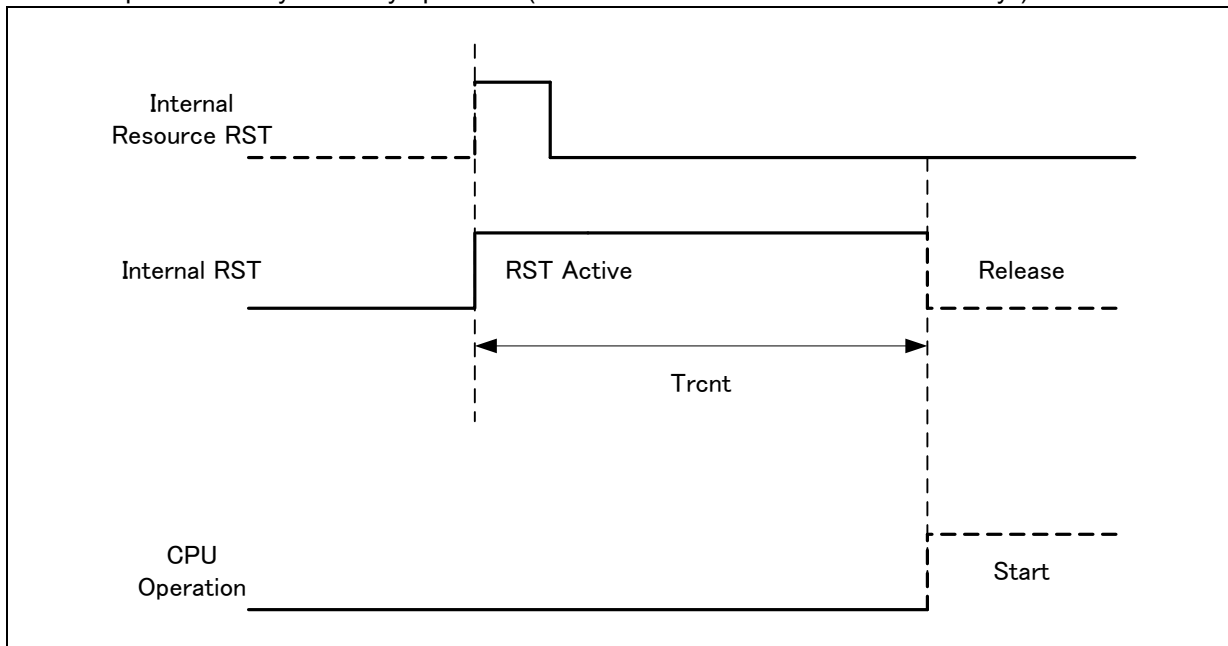 Internal
Resource RST
Internal RST
RST Active
Release
Trcnt
CPU
Operation
Start